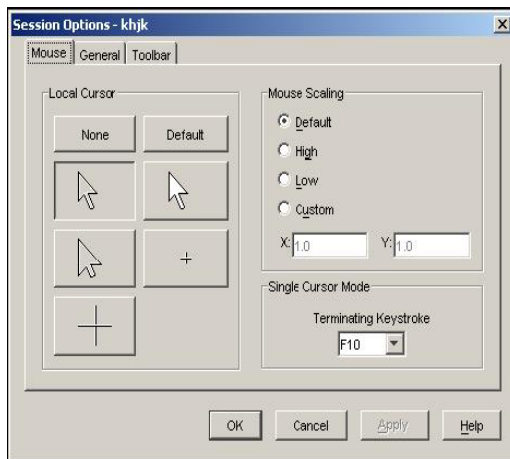 Session Options - khjk
Mouse General Toolbar
Local Cursor
None Default
Mouse Scaling
Default
High
Low
Custom
X: 1.0 Y: 1.0
Single Cursor Mode
Terminating Keystroke
F10
OK Cancel Apply Help